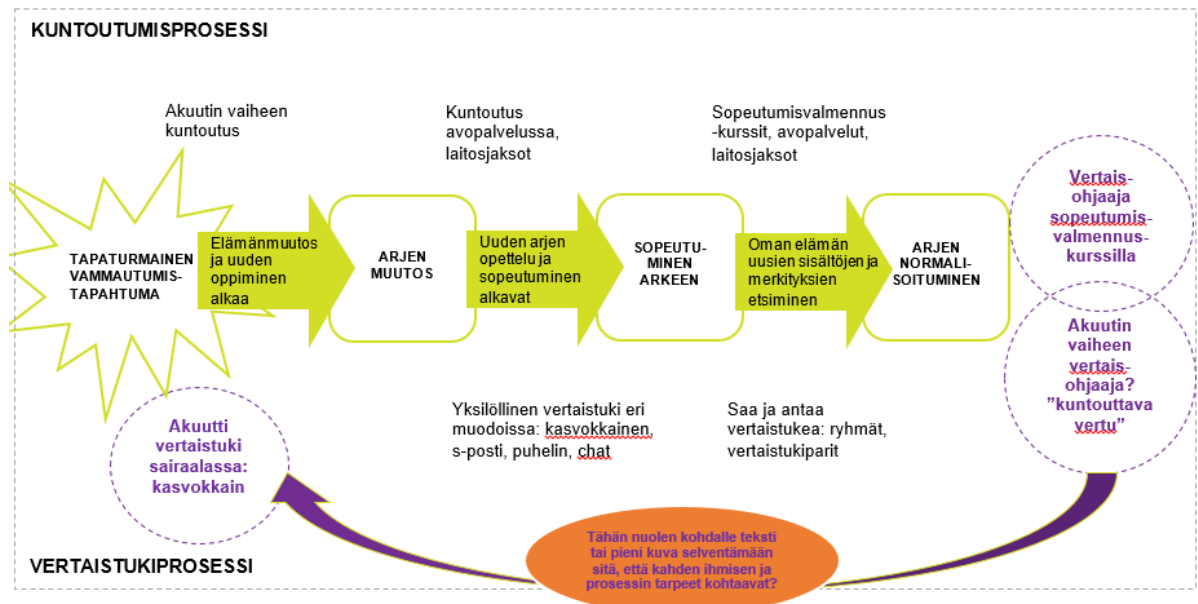 KUNTOUTUMISPROSESSI
Akuutin vaiheen
kuntoutus
Kuntoutus
avopalvelussa,
laitosjaksot
Sopeutumisvalmennus
-kurssit, avopalvelut,
laitosjaksot
TAPATURMAINEN
VAMMAUTUMIS-
TAPAHTUMA
Elämänmuutos
ja uuden
oppiminen
alkaa
ARJEN
MUUTOS
Uuden arjen
opettelu ja
sopeutuminen
alkavat
SOPEUTU-
MINEN
ARKEEN
Oman elämän
uusien sisältöjen ja
merkityksien
etsiminen
ARJEN
NORMALI-
SOITUMINEN
Vertais-
ohjaaja
sopeutumis-
valmennus-
kurssilla
Akuutin
vaiheen
vertais-
ohjaaja?
”kuntouttava
vertu”
Akuutti
vertaistuki
sairaalassa:
kasvokkain
Yksilöllinen vertaistuki eri
muodoissa: kasvokkainen,
s-posti, puhelin, chat
Saa ja antaa
vertaistukea: ryhmät,
vertaistukiparit
Tähän nuolen kohdalle teksti
tai pieni kuva selventämään
sitä, että kahden ihmisen ja
prosessin tarpeet kohtaavat?
VERTAISTUKIPROSESSI